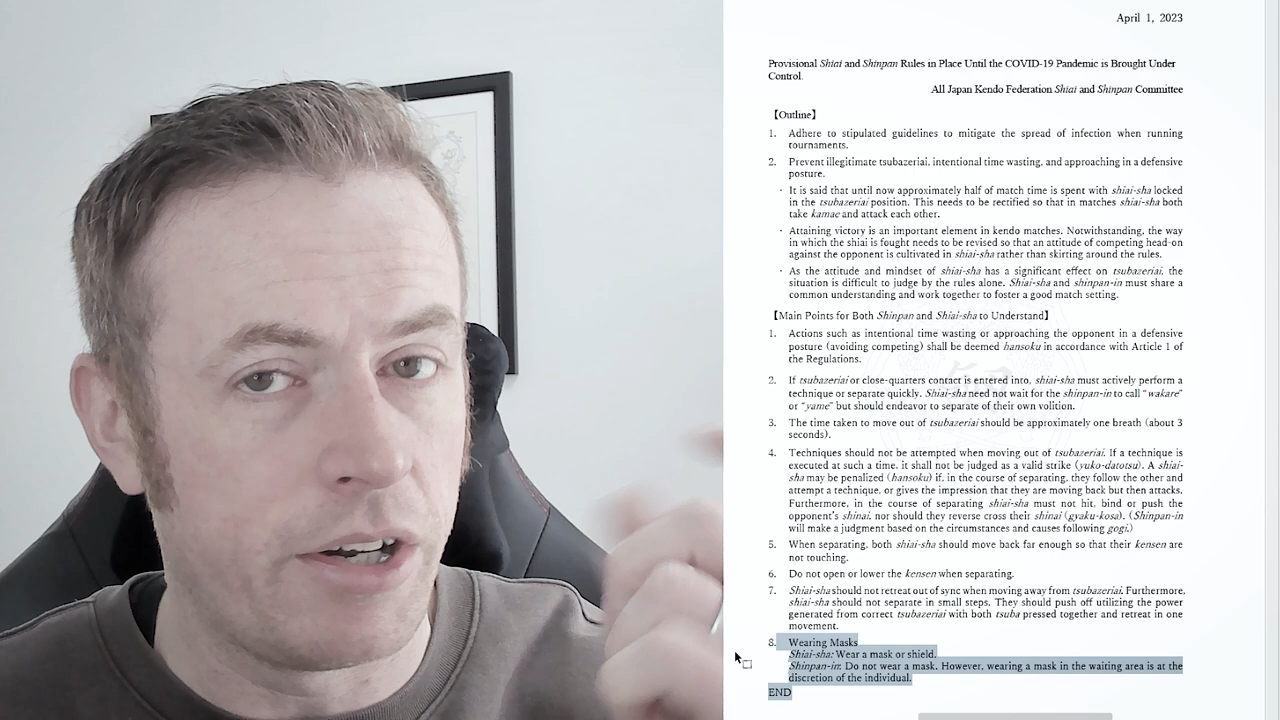 April 1, 2023
Provisional Shiai and Shinpan Rules in Place Until the COVID-19 Pandemic is Brought Under
Control.
All Japan Kendo Federation Shiai and Shinpan Committee
【Outline】
1. Adhere to stipulated guidelines to mitigate the spread of infection when running
tournaments.
2. Prevent illegitimate tsubazeriai, intentional time wasting, and approaching in a defensive
posture.
· It is said that until now approximately half of match time is spent with shiai-sha locked
in the tsubazeriai position. This needs to be rectified so that in matches shiai-sha both
take kamae and attack each other.
· Attaining victory is an important element in kendo matches. Notwithstanding, the way
in which the shiai is fought needs to be revised so that an attitude of competing head-on
against the opponent is cultivated in shiai-sha rather than skirting around the rules.
· As the attitude and mindset of shiai-sha has a significant effect on tsubazeriai, the
situation is difficult to judge by the rules alone. Shiai-sha and shinpan-in must share a
common understanding and work together to foster a good match setting.
【Main Points for Both Shinpan and Shiai-sha to Understand】
1. Actions such as intentional time wasting or approaching the opponent in a defensive
posture (avoiding competing) shall be deemed hansoku in accordance with Article 1 of
the Regulations.
2. If tsubazeriai or close-quarters contact is entered into, shiai-sha must actively perform a
technique or separate quickly. Shiai-sha need not wait for the shinpan-in to call "wakare"
or "yame" but should endeavor to separate of their own volition.
3. The time taken to move out of tsubazeriai should be approximately one breath (about 3
seconds).
4. Techniques should not be attempted when moving out of tsubazeriai. If a technique is
executed at such a time, it shall not be judged as a valid strike (yuko-datotsu). A shiai-
sha may be penalized (hansoku) if, in the course of separating, they follow the other and
attempt a technique, or gives the impression that they are moving back but then attacks.
Furthermore, in the course of separating shiai-sha must not hit, bind or push the
opponent's shinai, nor should they reverse cross their shinai (gyaku-kosa). (Shinpan-in
will make a judgment based on the circumstances and causes following gogi.)
5. When separating, both shiai-sha should move back far enough so that their kensen are
not touching.
6. Do not open or lower the kensen when separating.
7. Shiai-sha should not retreat out of sync when moving away from tsubazeriai. Furthermore,
shiai-sha should not separate in small steps. They should push off utilizing the power
generated from correct tsubazeriai with both tsuba pressed together and retreat in one
movement.
8. Wearing Masks
Shiai-sha: Wear a mask or shield.
Shinpan-in: Do not wear a mask. However, wearing a mask in the waiting area is at the
discretion of the individual.
END